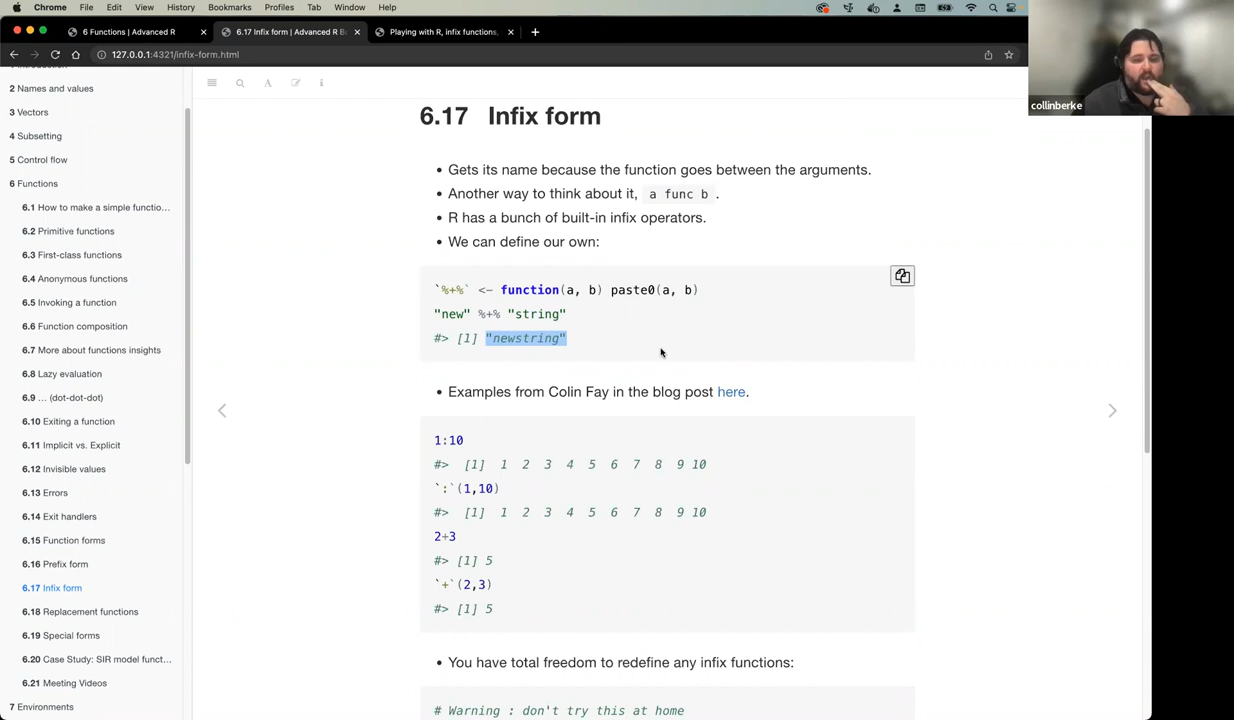 Chrome File Edit View History Bookmarks Profiles Tab Window Help
6 Functions | Advanced R
6.17 Infix form | Advanced R B
Playing with R, infix functions,
127.0.0.1:4321/infix-form.html
collinberke
2 Names and values
3 Vectors
4 Subsetting
5 Control flow
6 Functions
6.1 How to make a simple functio...
6.2 Primitive functions
6.3 First-class functions
6.4 Anonymous functions
6.5 Invoking a function
6.6 Function composition
6.7 More about functions insights
6.8 Lazy evaluation
6.9 ... (dot-dot-dot)
6.10 Exiting a function
6.11 Implicit vs. Explicit
6.12 Invisible values
6.13 Errors
6.14 Exit handlers
6.15 Function forms
6.16 Prefix form
6.17 Infix form
6.18 Replacement functions
6.19 Special forms
6.20 Case Study: SIR model funct...
6.21 Meeting Videos
7 Environments
6.17 Infix form
• Gets its name because the function goes between the arguments.
• Another way to think about it, a func b .
• R has a bunch of built-in infix operators.
• We can define our own:
`%+%` <- function(a, b) paste0(a, b)
"new" %+% "string"
#> [1] "newstring"
• Examples from Colin Fay in the blog post here.
1:10
#> [1] 1 2 3 4 5 6 7 8 9 10
`:`(1,10)
#> [1] 1 2 3 4 5 6 7 8 9 10
2+3
#> [1] 5
`+`(2,3)
#> [1] 5
• You have total freedom to redefine any infix functions:
# Warning : don't try this at home